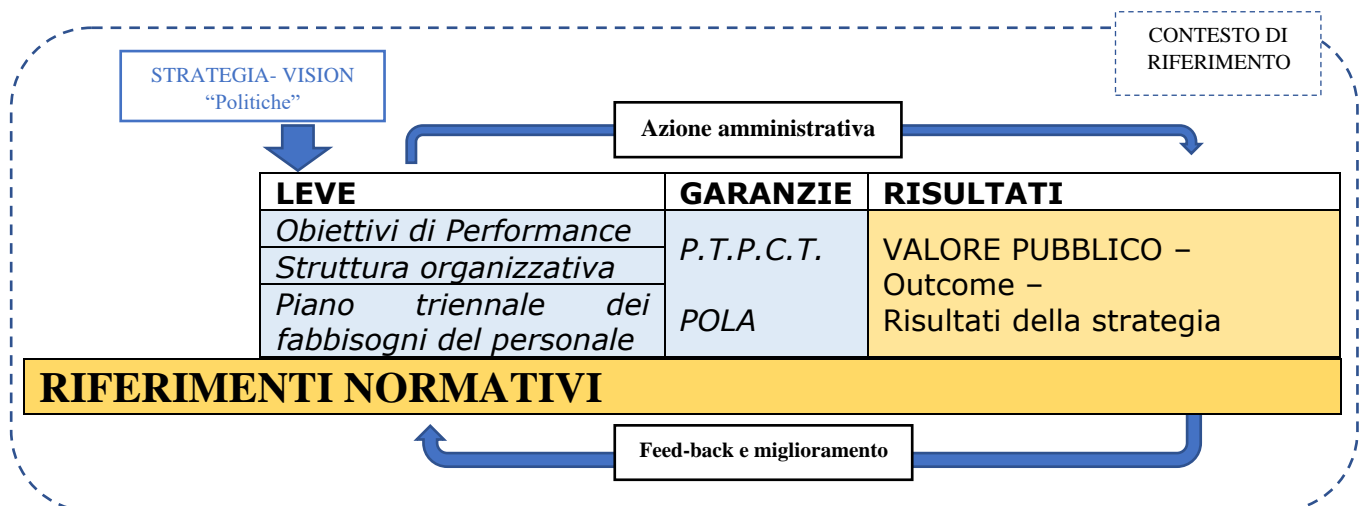 CONTESTO DI
RIFERIMENTO
STRATEGIA- VISION
“Politiche”
Azione amministrativa
LEVE
GARANZIE
RISULTATI
Obiettivi di Performance
Struttura organizzativa
Piano triennale dei
fabbisogni del personale
P.T.P.C.T.
POLA
VALORE PUBBLICO –
Outcome –
Risultati della strategia
RIFERIMENTI NORMATIVI
Feed-back e miglioramento